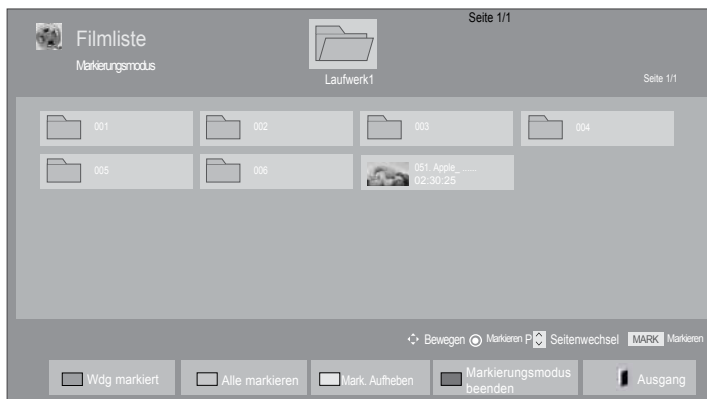 Seite 1/1
Filmliste
Markierungsmodus
Laufwerk1
Seite 1/1
001
002
003
004
005
006
051. Apple_ ......
02:30:25
Bewegen
Markieren
P
Seitenwechsel
MARK
Markieren
Wdg markiert
Alle markieren
Mark. Aufheben
Markierungsmodus
beenden
Ausgang